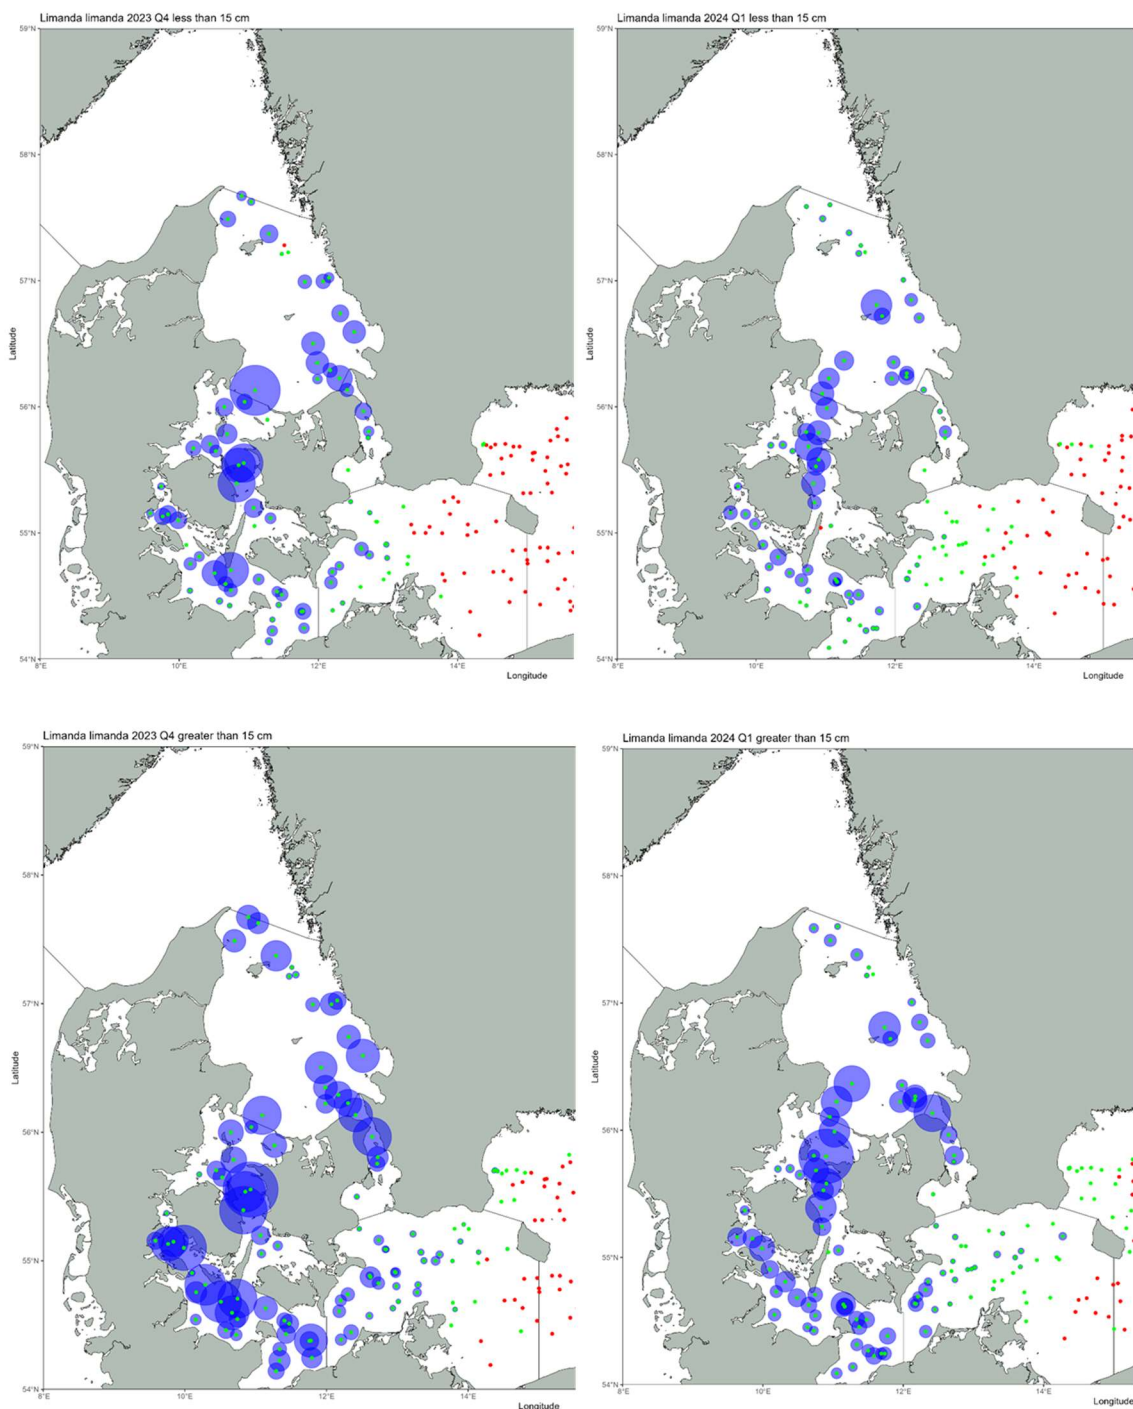 Limanda limanda 2023 Q4 less than 15 cm
59°N
58°N
57°N
56°N
55°N
54°N
Latitude
8°E 10°E 12°E 14°E
Longitude
Limanda limanda 2024 Q1 less than 15 cm
59°N
58°N
57°N
56°N
55°N
54°N
Latitude
8°E 10°E 12°E 14°E
Longitude
Limanda limanda 2023 Q4 greater than 15 cm
59°N
58°N
57°N
56°N
55°N
54°N
Latitude
8°E 10°E 12°E 14°E
Longitude
Limanda limanda 2024 Q1 greater than 15 cm
59°N
58°N
57°N
56°N
55°N
54°N
Latitude
8°E 10°E 12°E 14°E
Longitude